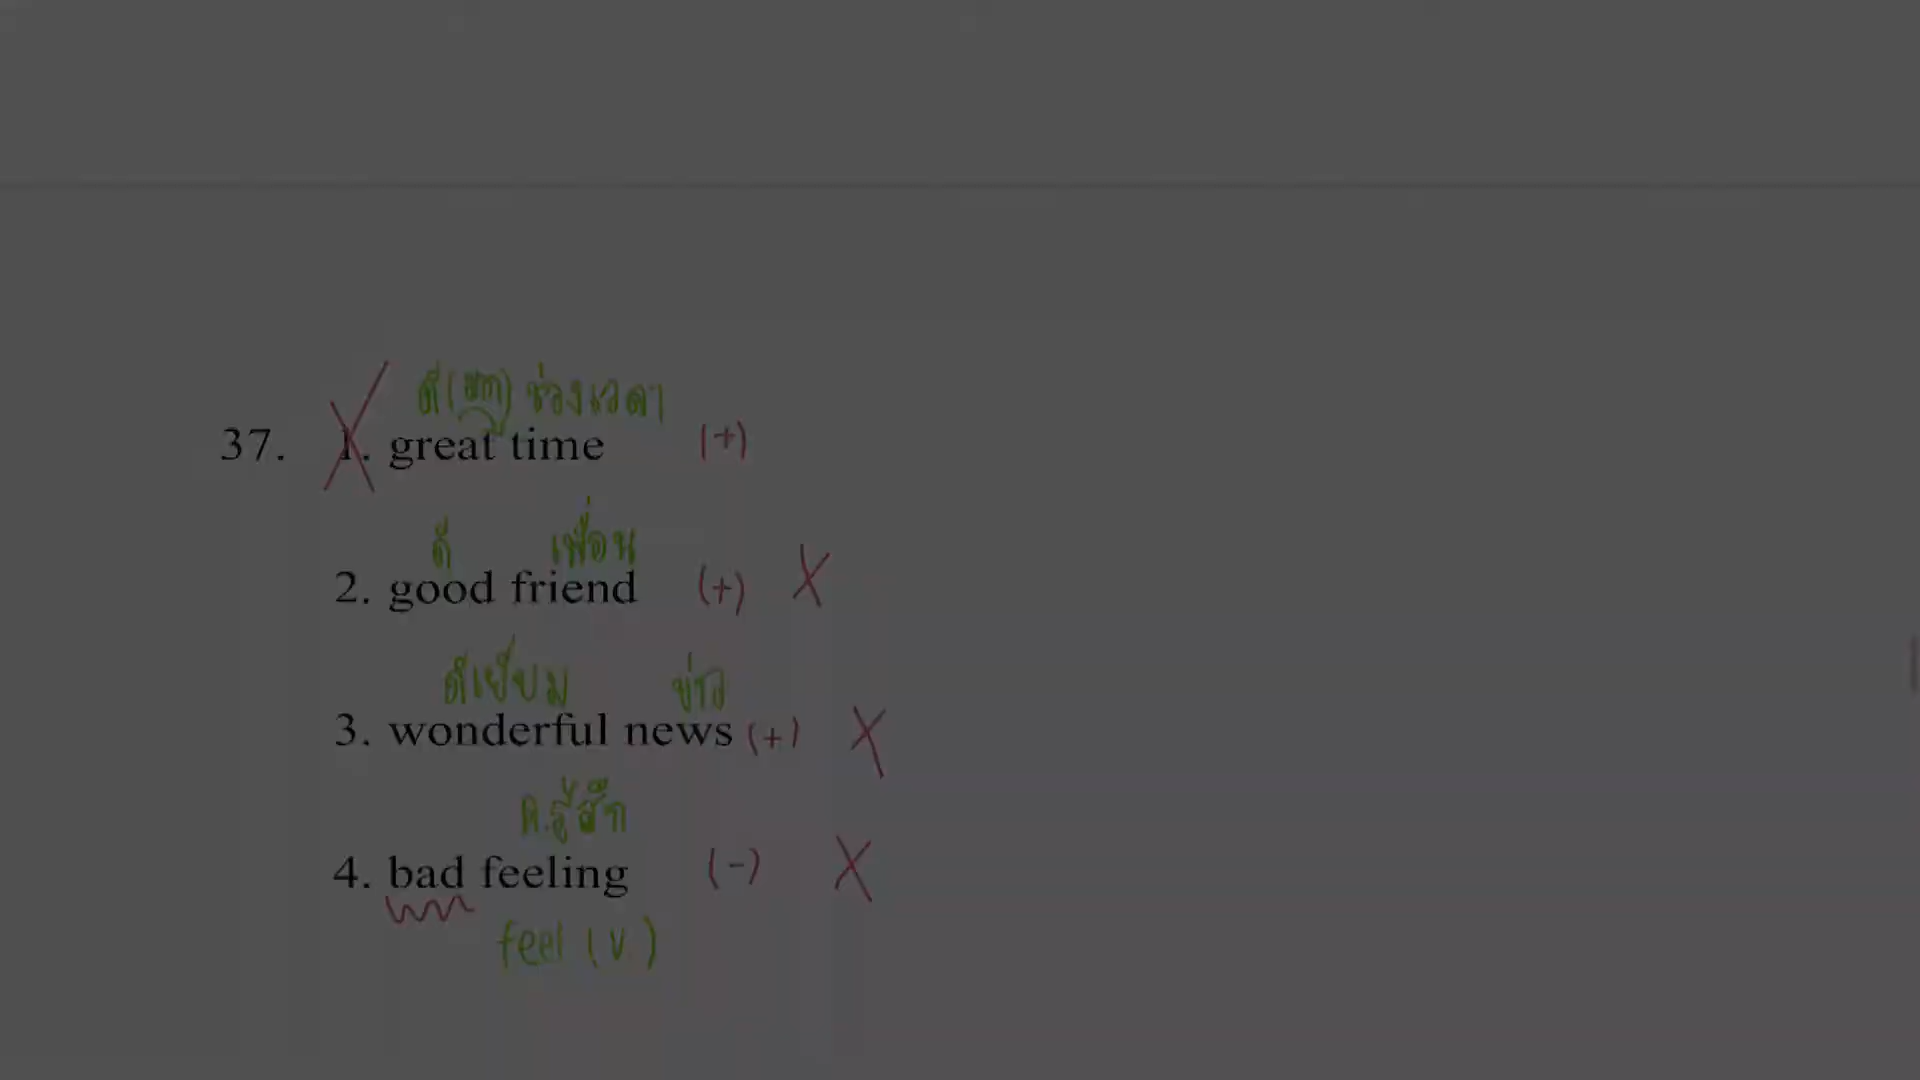 ดี (มาก) ช่วงเวลา
37. 1. great time (+)
ดี เพื่อน
2. good friend (+) X
ดีเยี่ยม ข่าว
3. wonderful news (+) X
ค.รู้สึก
4. bad feeling (-) X
feel (v.)